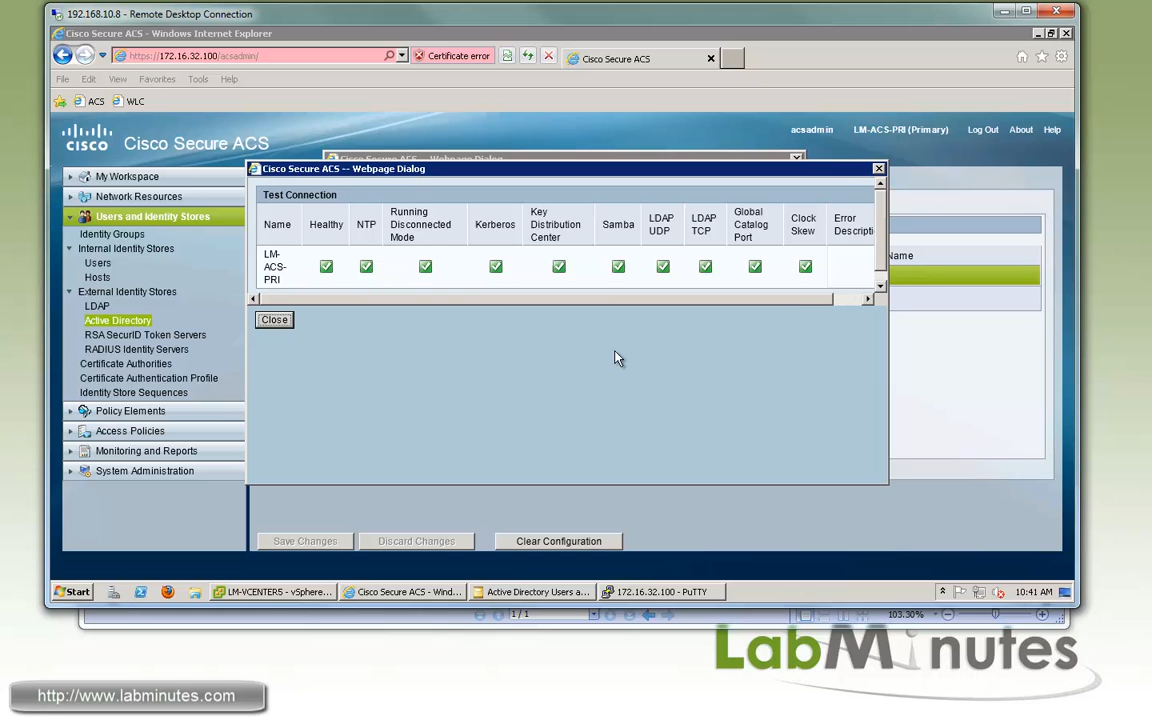 192.168.10.8 - Remote Desktop Connection
Cisco Secure ACS - Windows Internet Explorer
https://172.16.32.100/acsadmin/
Certificate error
Cisco Secure ACS
File Edit View Favorites Tools Help
ACS WLC
CISCO
Cisco Secure ACS
acsadmin LM-ACS-PRI (Primary) Log Out About Help
Cisco Secure ACS -- Webpage Dialog
Cisco Secure ACS -- Webpage Dialog
My Workspace
Network Resources
Users and Identity Stores
Identity Groups
Internal Identity Stores
Users
Hosts
External Identity Stores
LDAP
Active Directory
RSA SecurID Token Servers
RADIUS Identity Servers
Certificate Authorities
Certificate Authentication Profile
Identity Store Sequences
Policy Elements
Access Policies
Monitoring and Reports
System Administration
Test Connection
Name
Healthy
NTP
Running
Disconnected
Mode
Kerberos
Key
Distribution
Center
Samba
LDAP
UDP
LDAP
TCP
Global
Catalog
Port
Clock
Skew
Error
Descripti
LM-
ACS-
PRI
Close
Name
Save Changes Discard Changes Clear Configuration
Start
LM-VCENTER5 - vSphere...
Cisco Secure ACS - Wind...
Active Directory Users a...
172.16.32.100 - PuTTY
10:41 AM
1 / 1
103.30%
LabMinutes
http://www.labminutes.com